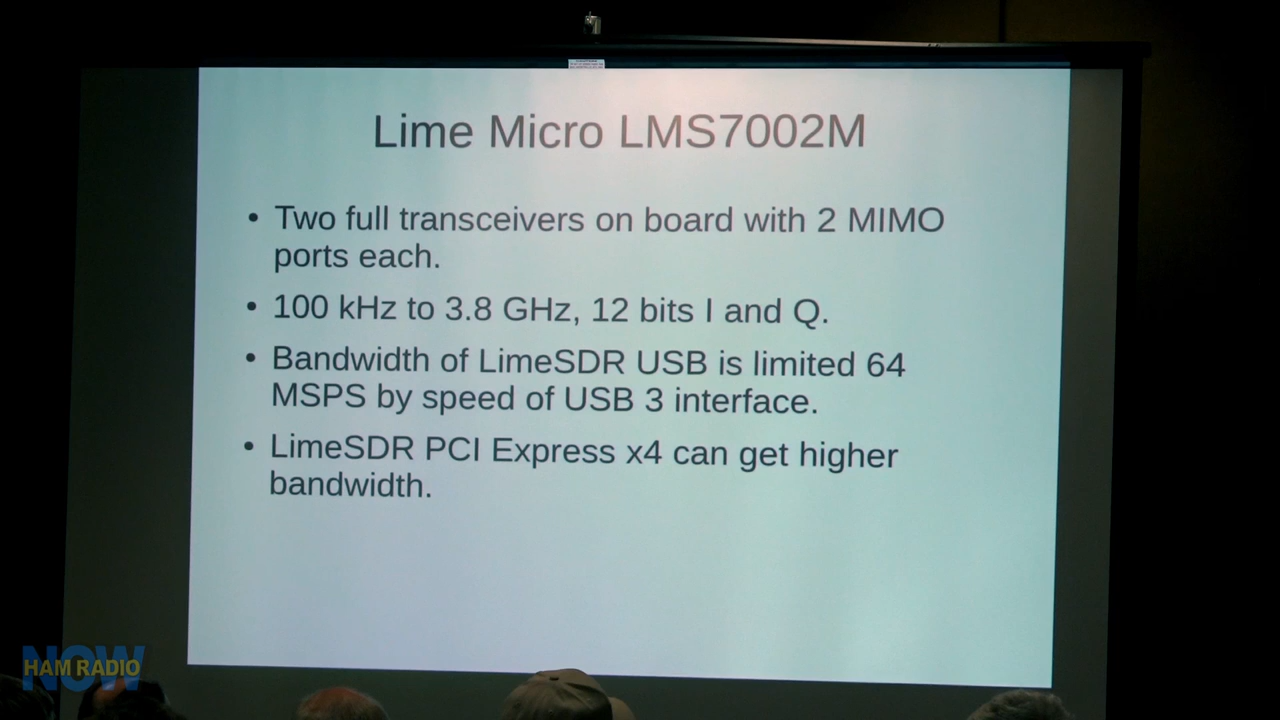 Lime Micro LMS7002M
• Two full transceivers on board with 2 MIMO
ports each.
• 100 kHz to 3.8 GHz, 12 bits I and Q.
• Bandwidth of LimeSDR USB is limited 64
MSPS by speed of USB 3 interface.
• LimeSDR PCI Express x4 can get higher
bandwidth.
HAM RADIO
NOW